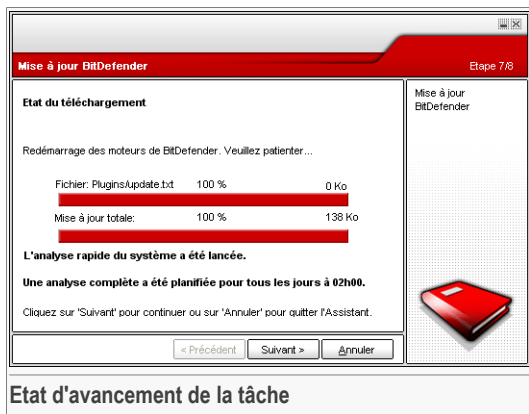 Mise à jour BitDefender
Etape 7/8
Etat du téléchargement
Redémarrage des moteurs de BitDefender. Veuillez patienter...
Fichier: Plugins/update.txt 100 % 0 Ko
Mise à jour totale: 100 % 138 Ko
L'analyse rapide du système a été lancée.
Une analyse complète a été planifiée pour tous les jours à 02h00.
Cliquez sur 'Suivant' pour continuer ou sur 'Annuler' pour quitter l'Assistant.
Mise à jour
BitDefender
< Précédent Suivant > Annuler
Etat d'avancement de la tâche